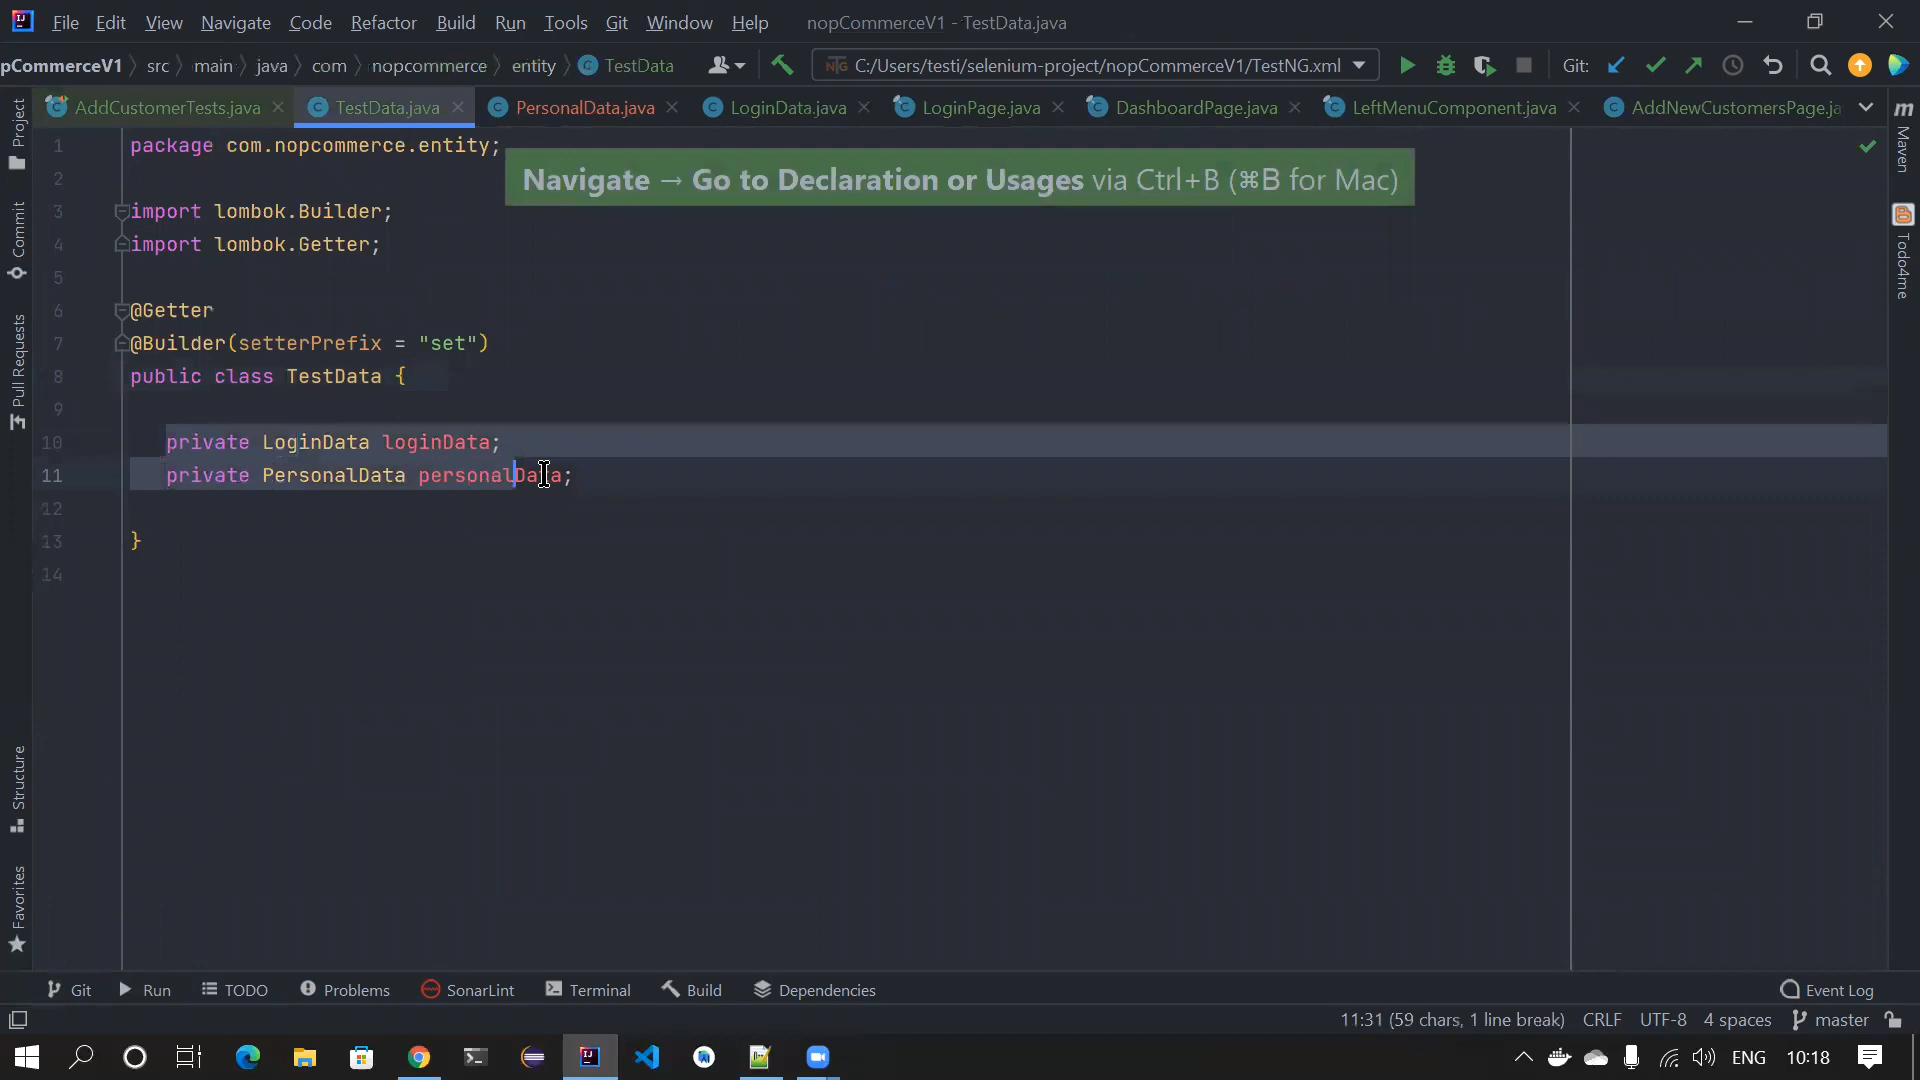 File Edit View Navigate Code Refactor Build Run Tools Git Window Help nopCommerceV1 - TestData.java
pCommerceV1 src main java com nopcommerce entity TestData C:/Users/testi/selenium-project/nopCommerceV1/TestNG.xml Git:
AddCustomerTests.java TestData.java PersonalData.java LoginData.java LoginPage.java DashboardPage.java LeftMenuComponent.java AddNewCustomersPage.ja
Project
Commit
Pull Requests
Structure
Favorites
Maven
Todo4me
Navigate → Go to Declaration or Usages via Ctrl+B (⌘B for Mac)
1 package com.nopcommerce.entity;
2
3 import lombok.Builder;
4 import lombok.Getter;
5
6 @Getter
7 @Builder(setterPrefix = "set")
8 public class TestData {
9
10 private LoginData loginData;
11 private PersonalData personalData;
12
13 }
14
Git Run TODO Problems SonarLint Terminal Build Dependencies Event Log
11:31 (59 chars, 1 line break) CRLF UTF-8 4 spaces master
ENG 10:18